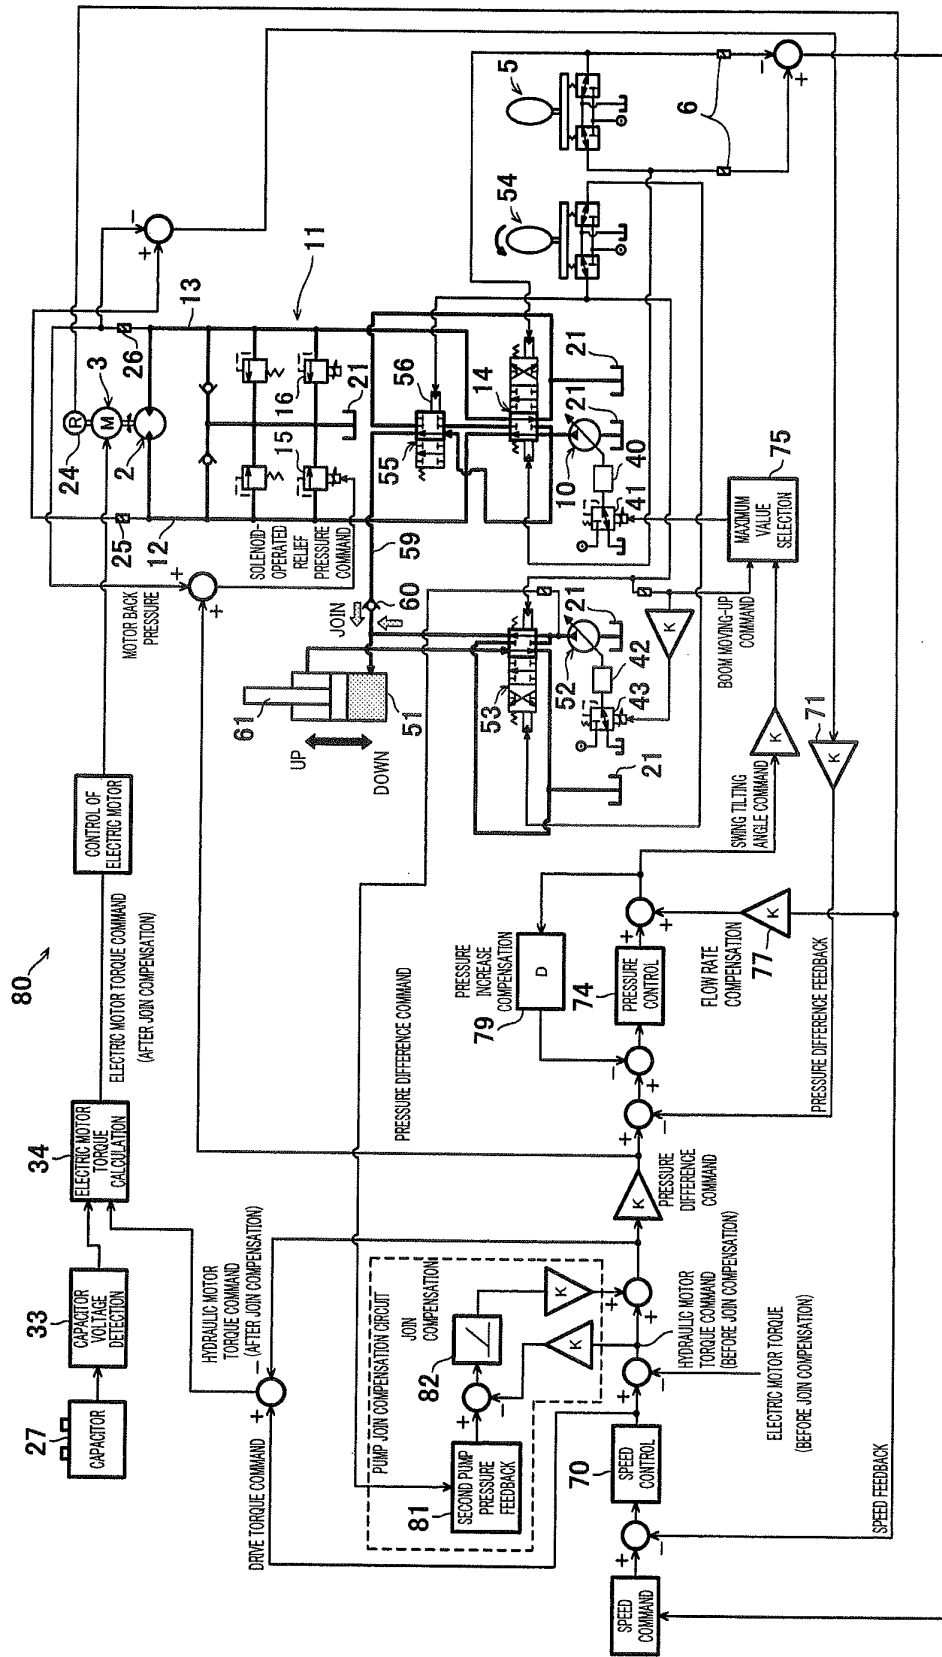 80
27
CAPACITOR
33
CAPACITOR
VOLTAGE
DETECTION
34
ELECTRIC MOTOR
TORQUE
CALCULATION
ELECTRIC MOTOR TORQUE COMMAND
(AFTER JOIN COMPENSATION)
CONTROL OF
ELECTRIC MOTOR
HYDRAULIC MOTOR
TORQUE COMMAND
(AFTER JOIN COMPENSATION)
DRIVE TORQUE COMMAND
+
-
PRESSURE DIFFERENCE COMMAND
PUMP JOIN COMPENSATION CIRCUIT
81
SECOND PUMP
PRESSURE
FEEDBACK
+
-
82
JOIN
COMPENSATION
K
K
SPEED
COMMAND
+
-
70
SPEED
CONTROL
+
-
+
+
HYDRAULIC MOTOR
TORQUE COMMAND
(BEFORE JOIN COMPENSATION)
ELECTRIC MOTOR TORQUE
(BEFORE JOIN COMPENSATION)
SPEED FEEDBACK
K
PRESSURE
DIFFERENCE
COMMAND
+
-
+
-
74
PRESSURE
CONTROL
79
D
PRESSURE
INCREASE
COMPENSATION
+
+
FLOW RATE
COMPENSATION
77
K
PRESSURE DIFFERENCE FEEDBACK
71
K
SWING TILTING
ANGLE COMMAND
K
BOOM MOVING-UP
COMMAND
75
MAXIMUM
VALUE
SELECTION
MOTOR BACK
PRESSURE
+
+
SOLENOID-
OPERATED
RELIEF
PRESSURE
COMMAND
24
R
3
M
2
25
26
12
13
11
15
16
21
+
-
UP
DOWN
61
51
JOIN
60
59
55
56
14
53
52
42
43
21
21
K
10
40
41
21
21
54
5
6
-
+